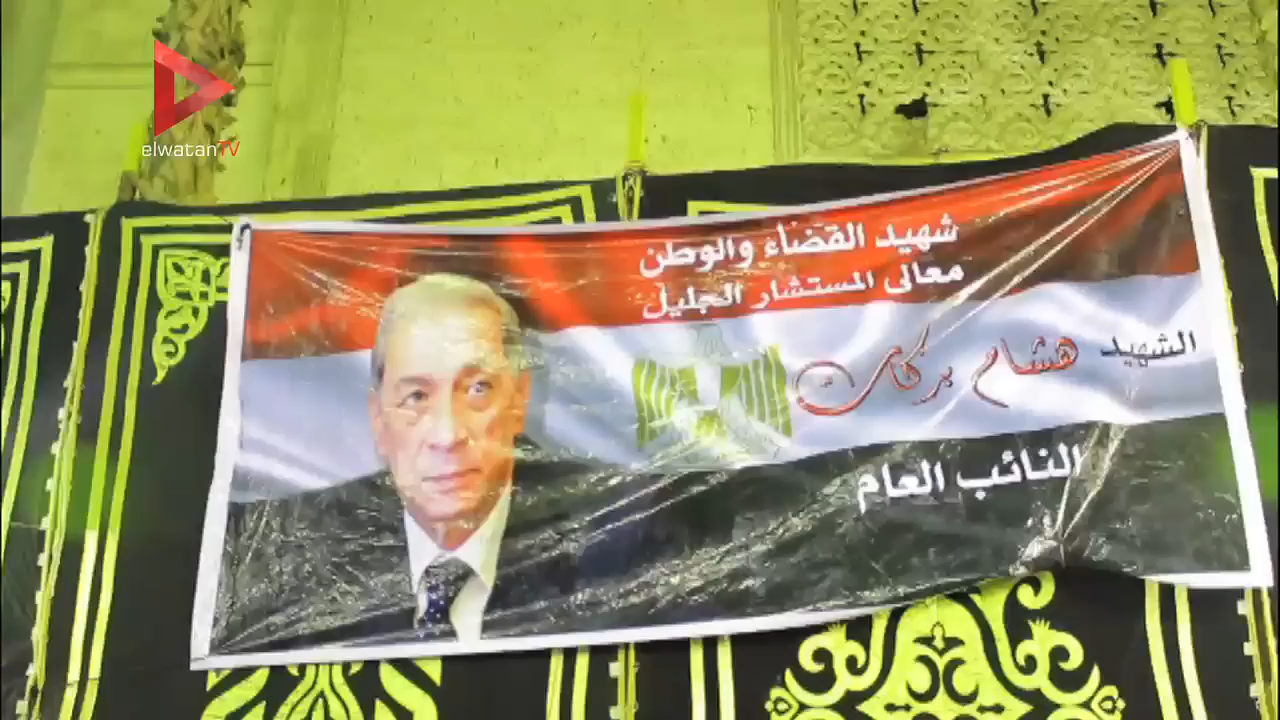 elwatanTV
شهيد القضاء والوطن
معالى المستشار الجليل
الشهيد هشام بركات
النائب العام